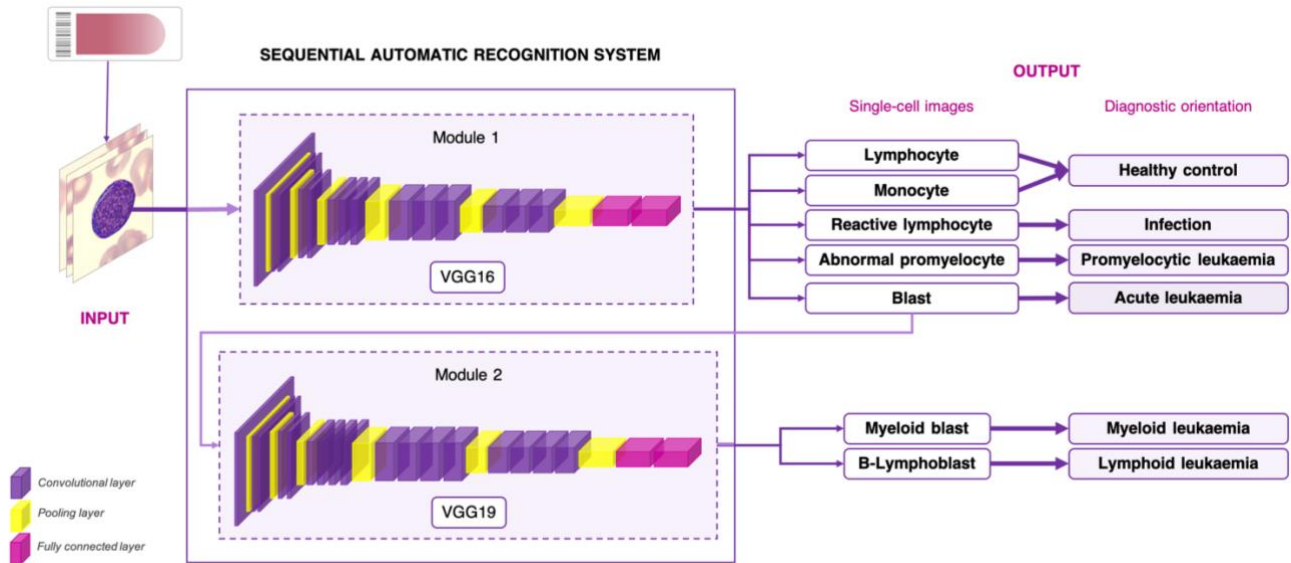 SEQUENTIAL AUTOMATIC RECOGNITION SYSTEM
OUTPUT
Single-cell images
Diagnostic orientation
Module 1
VGG16
INPUT
Lymphocyte
Monocyte
Healthy control
Reactive lymphocyte
Infection
Abnormal promyelocyte
Promyelocytic leukaemia
Blast
Acute leukaemia
Module 2
VGG19
Myeloid blast
Myeloid leukaemia
B-Lymphoblast
Lymphoid leukaemia
Convolutional layer
Pooling layer
Fully connected layer